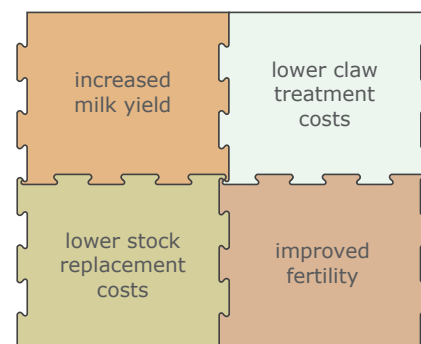 increased
milk yield
lower claw
treatment
costs
lower stock
replacement
costs
improved
fertility